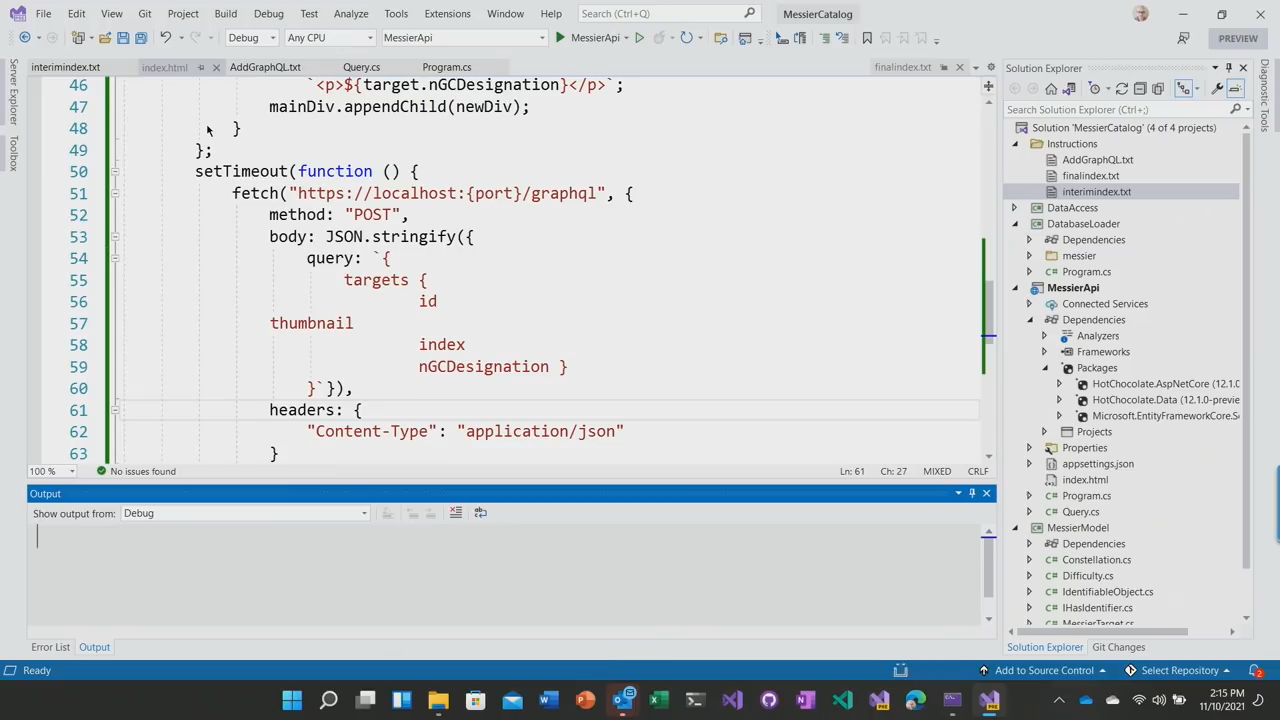 File Edit View Git Project Build Debug Test Analyze Tools Extensions Window Help Search (Ctrl+Q) MessierCatalog
Debug Any CPU MessierApi MessierApi PREVIEW
interimindex.txt index.html AddGraphQL.txt Query.cs Program.cs finalindex.txt
Server Explorer
Toolbox
46 `<p>${target.nGCDesignation}</p>`;
47 mainDiv.appendChild(newDiv);
48 }
49 };
50 setTimeout(function () {
51 fetch("https://localhost:{port}/graphql", {
52 method: "POST",
53 body: JSON.stringify({
54 query: `{
55 targets {
56 id
57 thumbnail
58 index
59 nGCDesignation }
60 }`}),
61 headers: {
62 "Content-Type": "application/json"
63 }
100 % No issues found Ln: 61 Ch: 27 MIXED CRLF
Output
Show output from: Debug
Error List Output
Solution Explorer
Search Solution Explorer (Ctrl+;)
Solution 'MessierCatalog' (4 of 4 projects)
Instructions
AddGraphQL.txt
finalindex.txt
interimindex.txt
DataAccess
DatabaseLoader
Dependencies
messier
Program.cs
MessierApi
Connected Services
Dependencies
Analyzers
Frameworks
Packages
HotChocolate.AspNetCore (12.1.0
HotChocolate.Data (12.1.0-previe
Microsoft.EntityFrameworkCore.S
Projects
Properties
appsettings.json
index.html
Program.cs
Query.cs
MessierModel
Dependencies
Constellation.cs
Difficulty.cs
IdentifiableObject.cs
IHasIdentifier.cs
MessierTarget.cs
Solution Explorer Git Changes
Diagnostic Tools
Ready Add to Source Control Select Repository 2
2:15 PM
11/10/2021